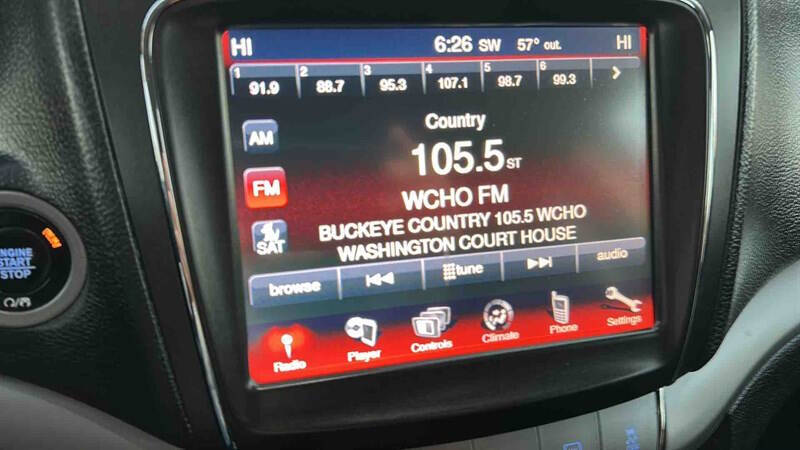 HI 6:26 SW 57° out. HI
1 2 3 4 5 6
91.9 88.7 95.3 107.1 98.7 99.3 >
Country
AM
105.5 ST
FM
WCHO FM
BUCKEYE COUNTRY 105.5 WCHO
SAT
WASHINGTON COURT HOUSE
browse tune audio
Radio Player Controls Climate Phone Settings
ENGINE
START
STOP
RUN